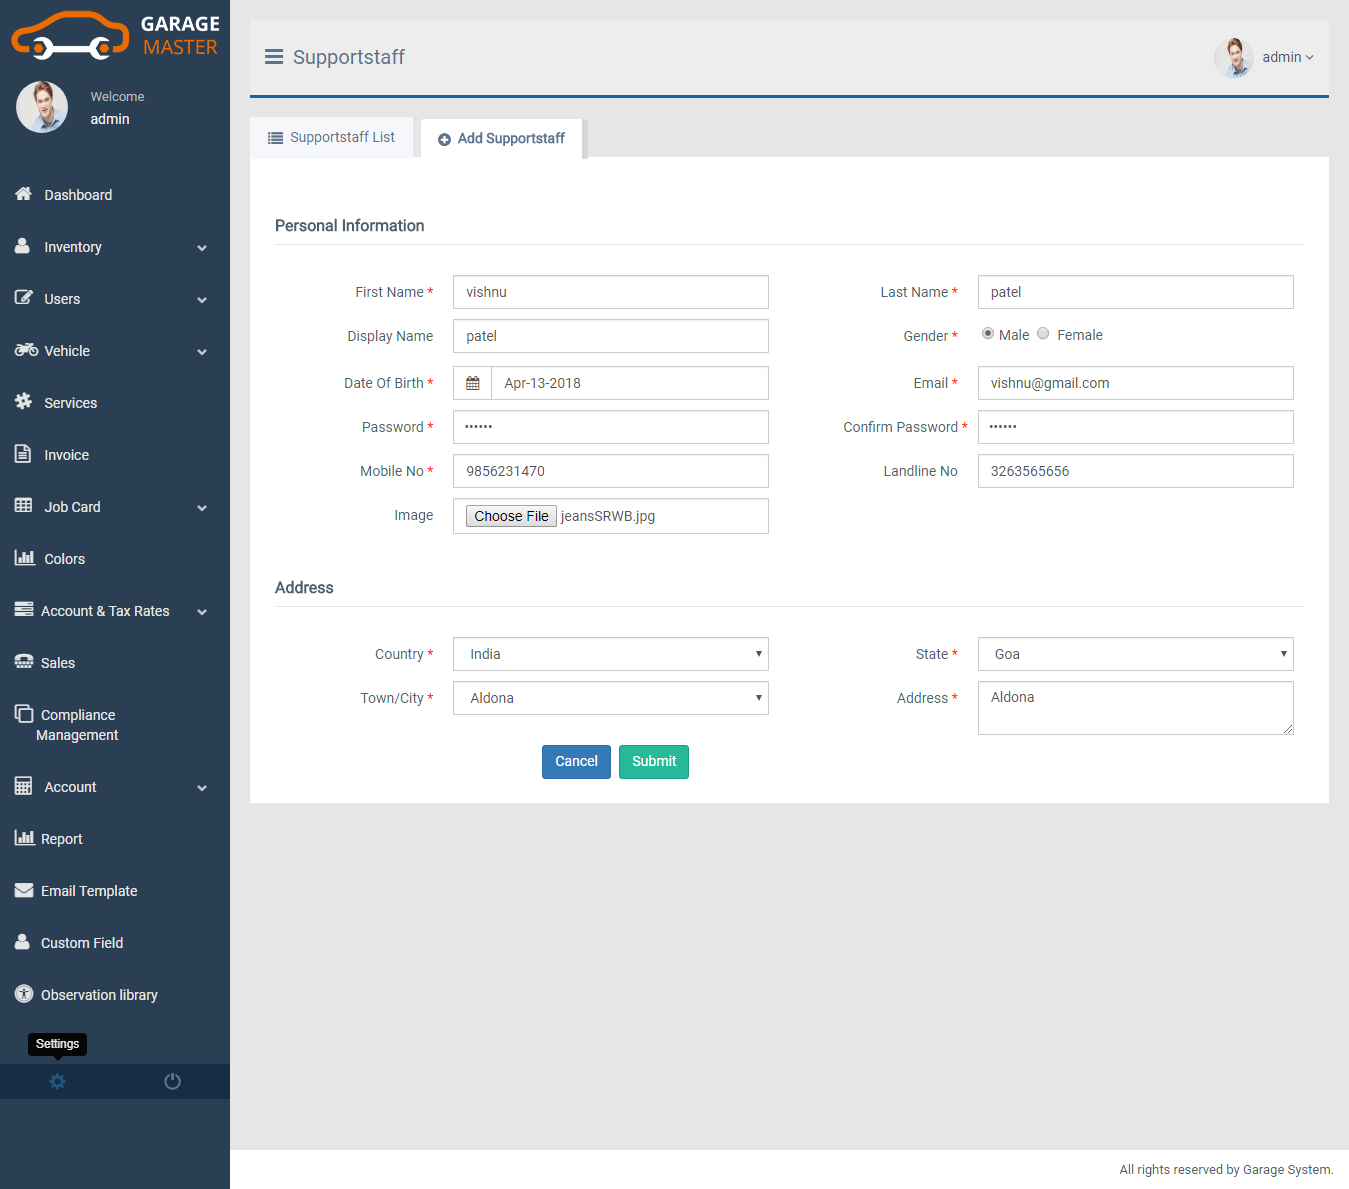 GARAGE
MASTER
Welcome
admin
Dashboard
Inventory
Users
Vehicle
Services
Invoice
Job Card
Colors
Account & Tax Rates
Sales
Compliance
Management
Account
Report
Email Template
Custom Field
Observation library
Settings
Supportstaff
admin
Supportstaff List
Add Supportstaff
Personal Information
First Name * vishnu
Last Name * patel
Display Name patel
Gender * Male Female
Date Of Birth * Apr-13-2018
Email * vishnu@gmail.com
Password * ••••••
Confirm Password * ••••••
Mobile No * 9856231470
Landline No 3263565656
Image Choose File jeansSRWB.jpg
Address
Country * India
State * Goa
Town/City * Aldona
Address * Aldona
Cancel Submit
All rights reserved by Garage System.